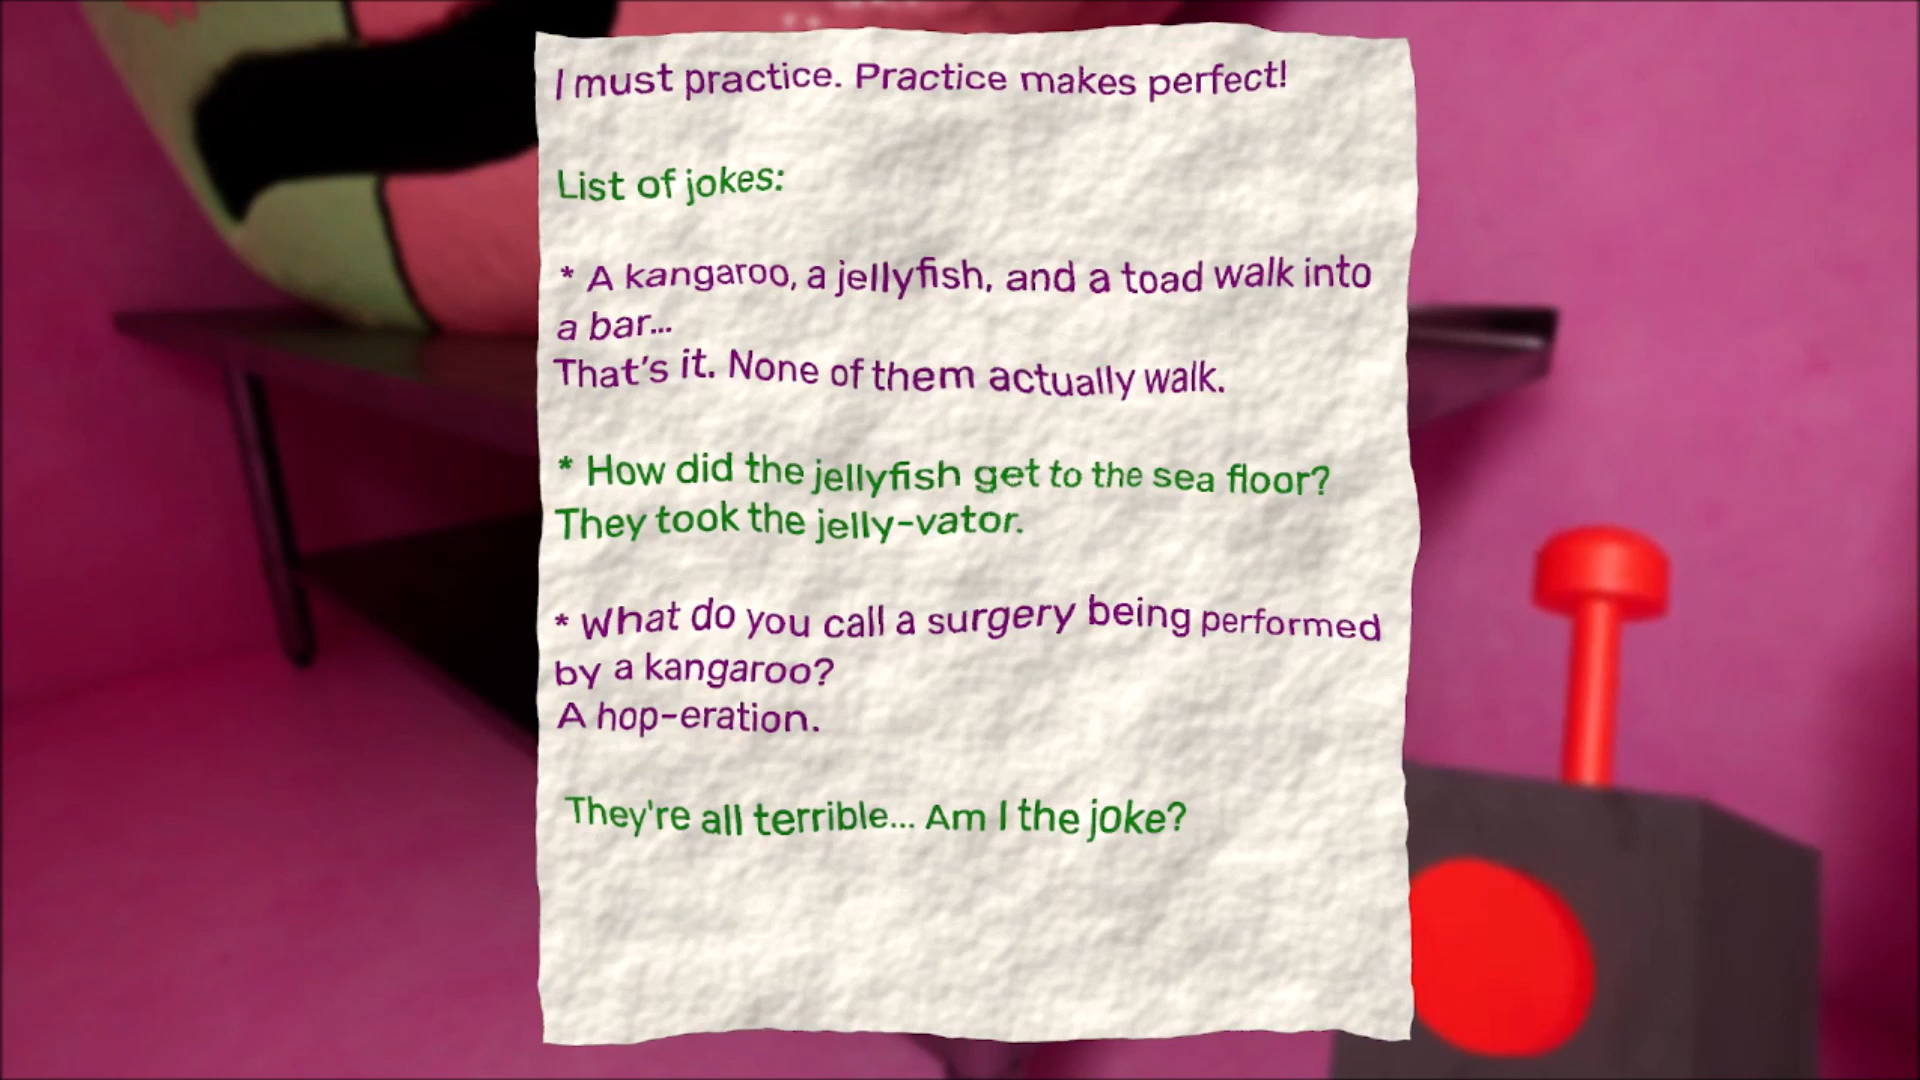 I must practice. Practice makes perfect!
List of jokes:
* A kangaroo, a jellyfish, and a toad walk into
a bar...
That's it. None of them actually walk.
* How did the jellyfish get to the sea floor?
They took the jelly-vator.
* What do you call a surgery being performed
by a kangaroo?
A hop-eration.
They're all terrible... Am I the joke?